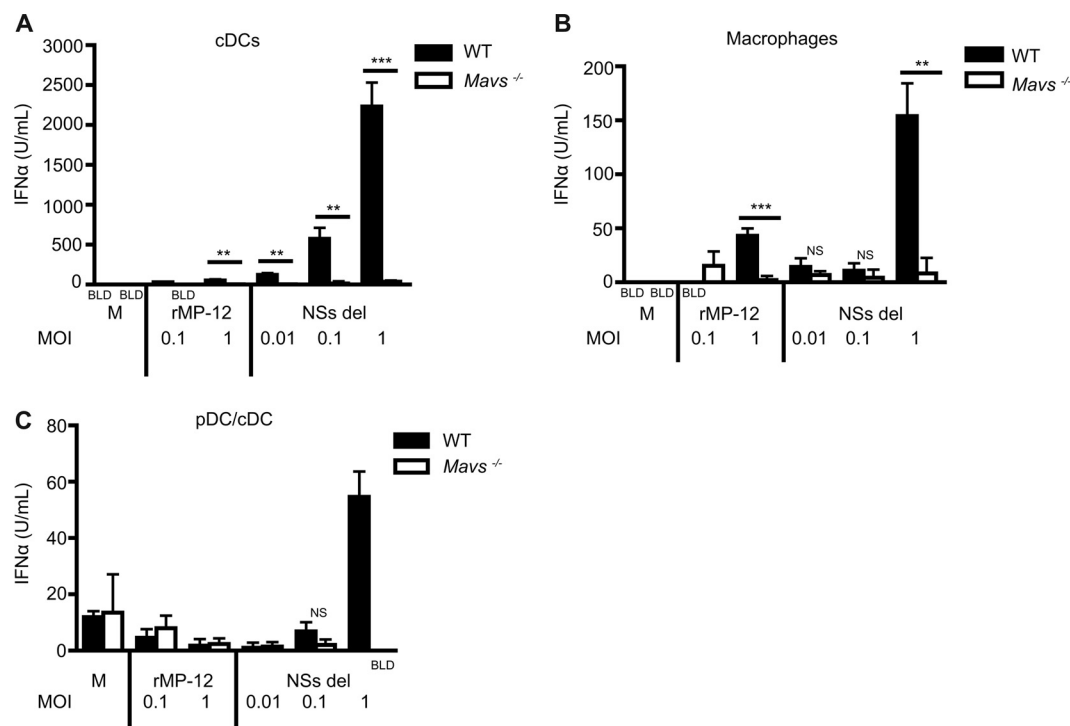 A
cDCs
3000
2500
2000
1500
1000
500
0
IFNα (U/mL)
WT
Mavs -/-
***
**
**
**
BLD BLD BLD
M rMP-12 NSs del
MOI 0.1 1 0.01 0.1 1
B
Macrophages
200
150
100
50
0
IFNα (U/mL)
WT
Mavs -/-
**
***
NS NS
BLD BLD BLD
M rMP-12 NSs del
MOI 0.1 1 0.01 0.1 1
C
pDC/cDC
80
60
40
20
0
IFNα (U/mL)
WT
Mavs -/-
NS
BLD
M rMP-12 NSs del
MOI 0.1 1 0.01 0.1 1